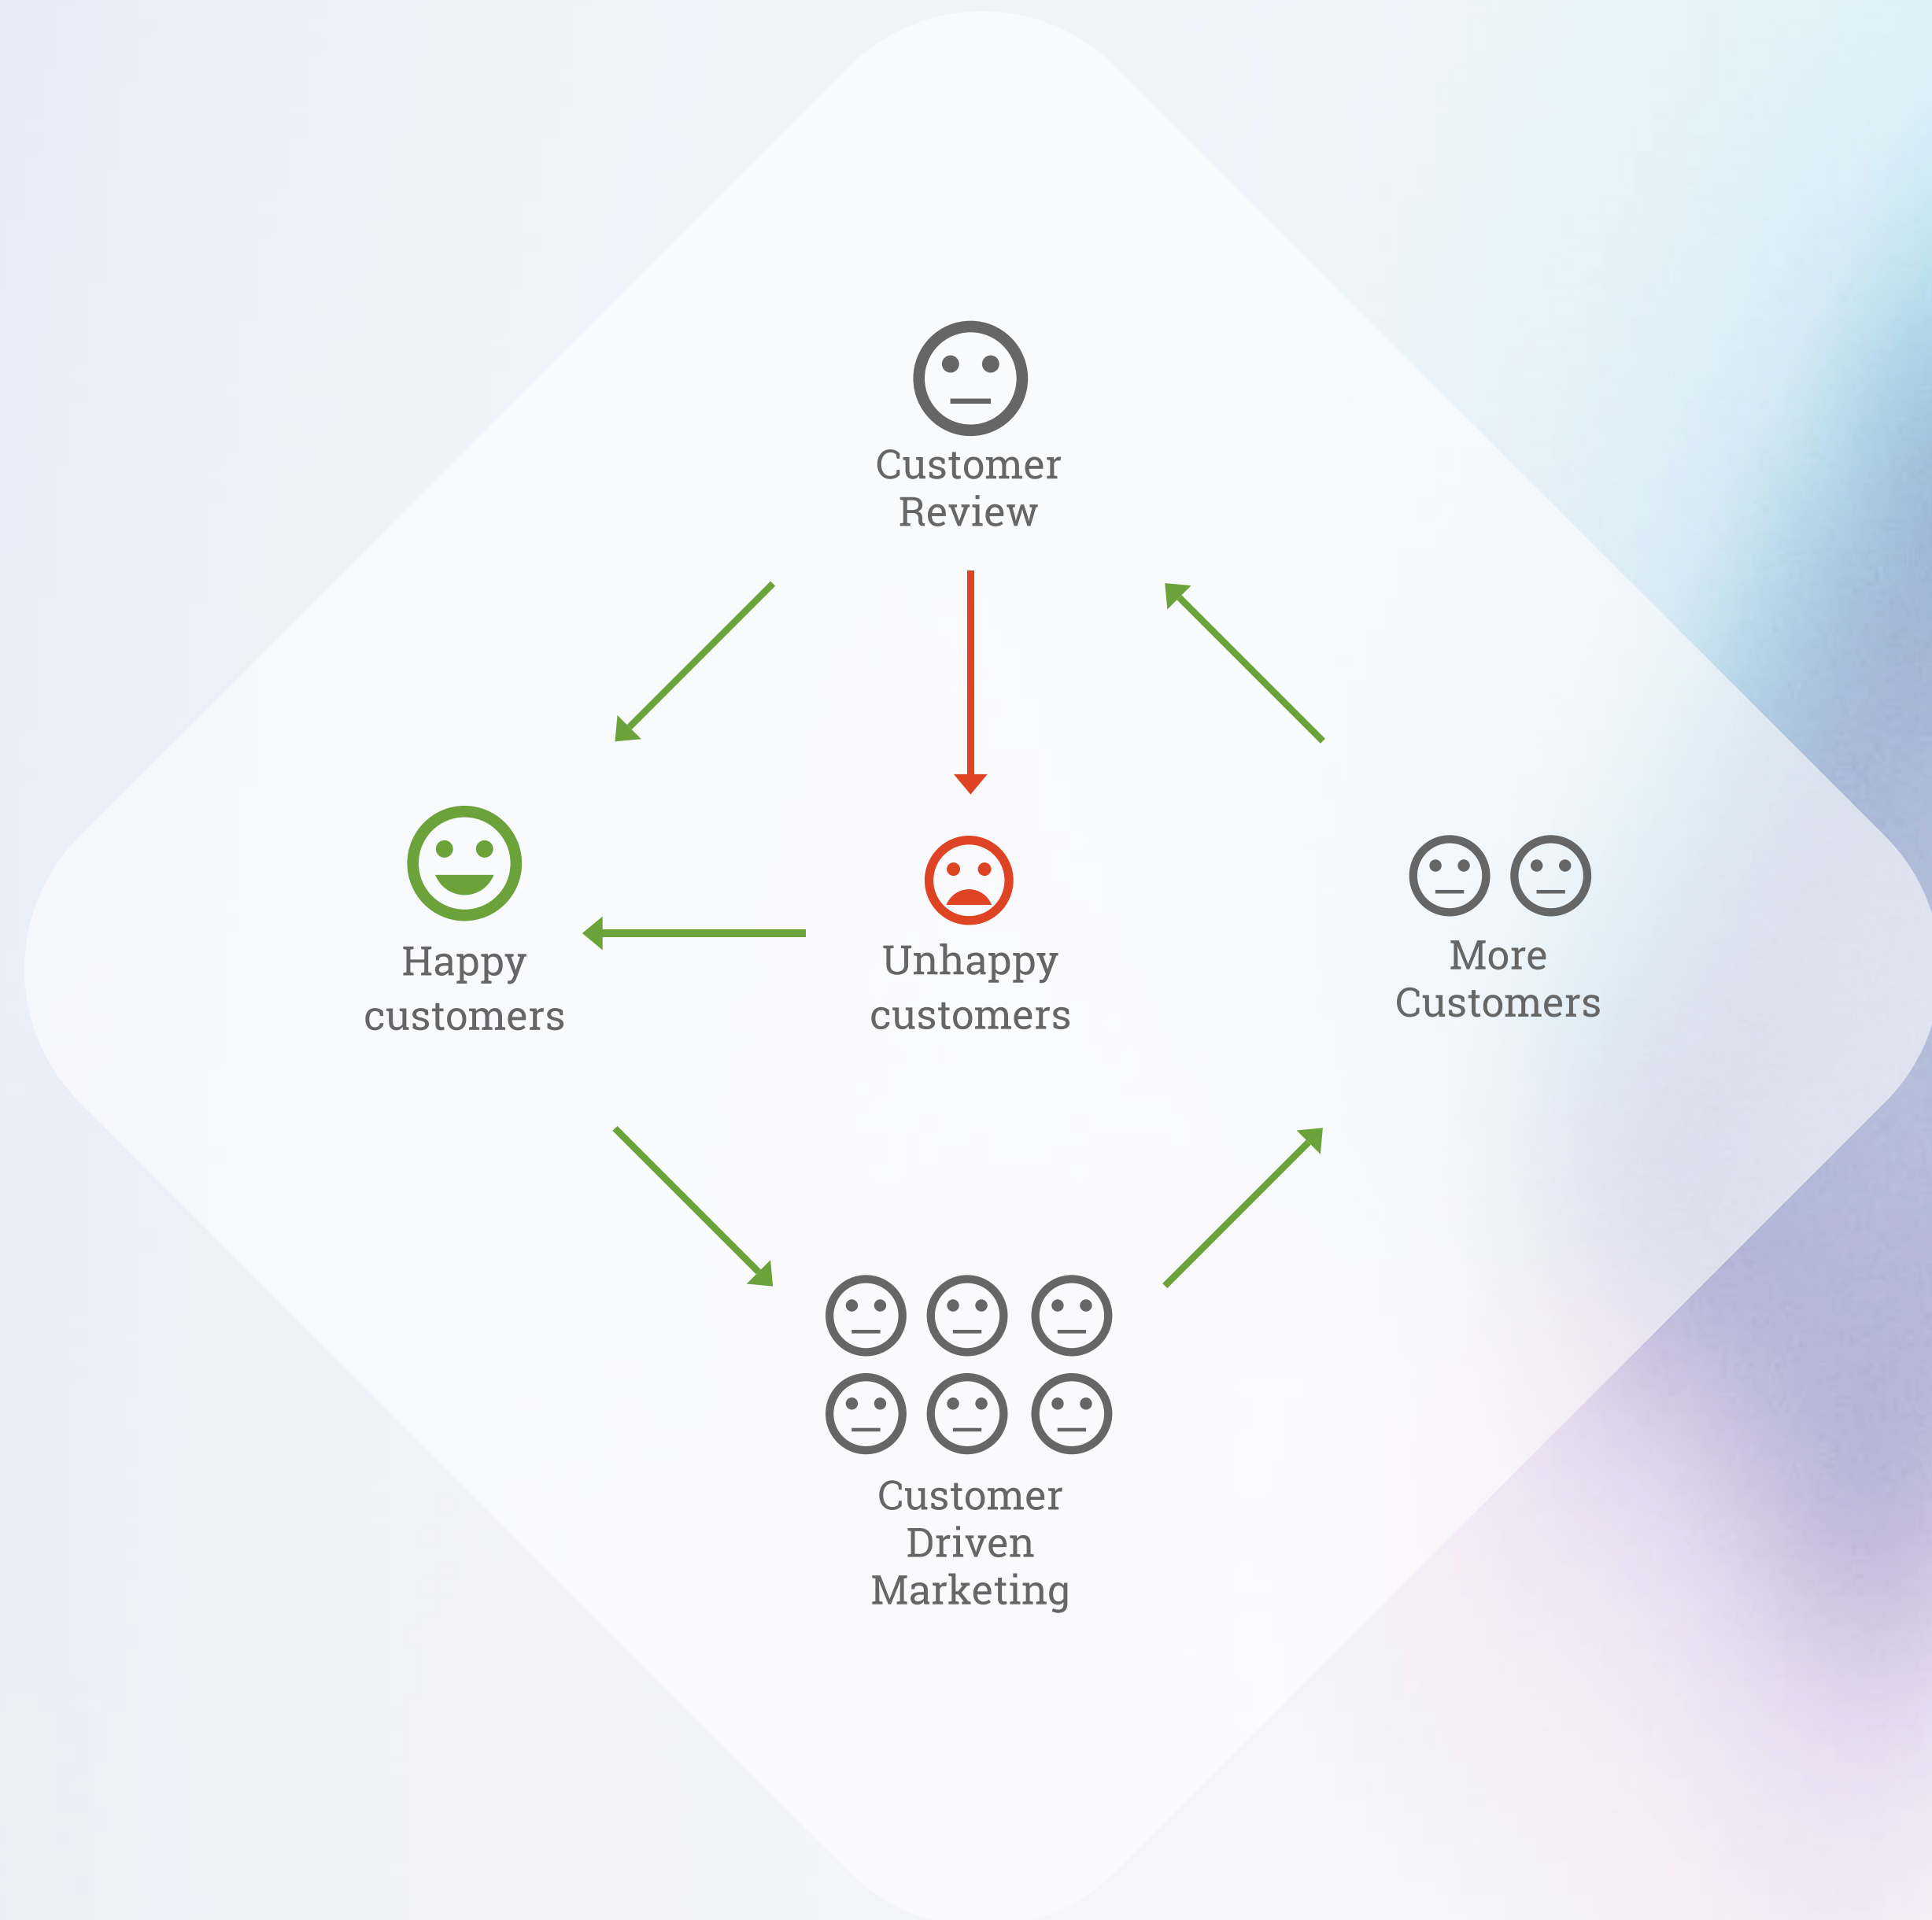 Customer
Review
Happy
customers
Unhappy
customers
More
Customers
Customer
Driven
Marketing